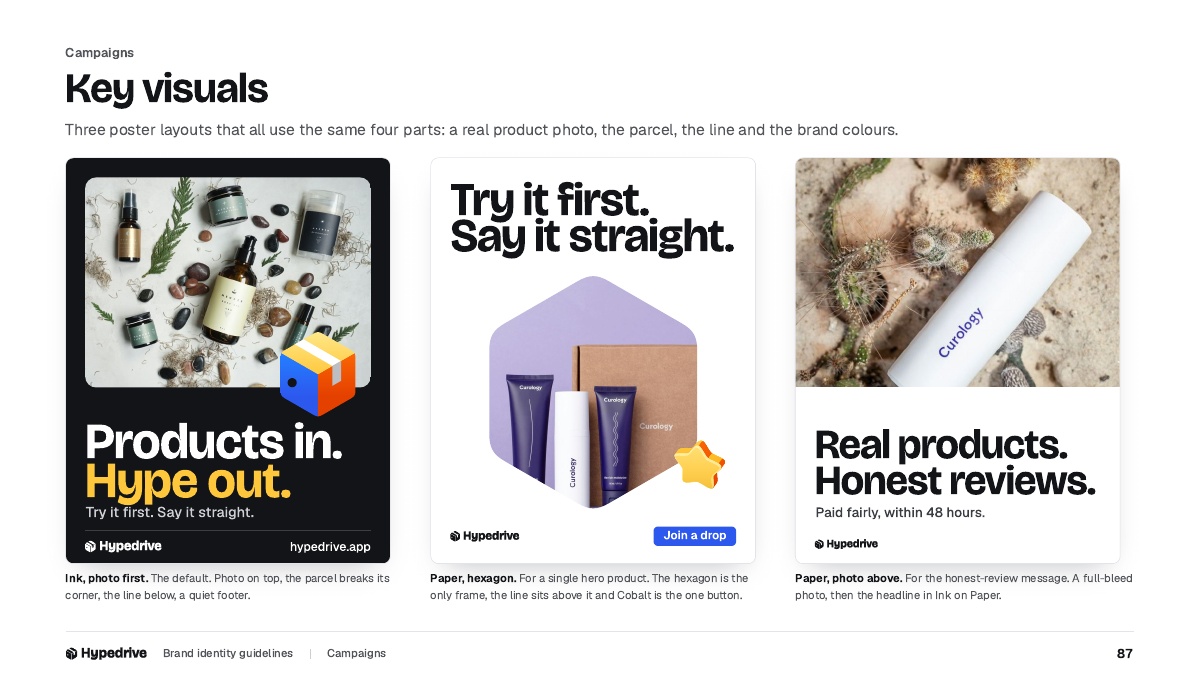 Campaigns
Key visuals
Three poster layouts that all use the same four parts: a real product photo, the parcel, the line and the brand colours.
Products in.
Hype out.
Try it first. Say it straight.
Hypedrive
hypedrive.app
Ink, photo first. The default. Photo on top, the parcel breaks its
corner, the line below, a quiet footer.
Try it first.
Say it straight.
Curology
Curology
Curology
Curology
Hypedrive
Join a drop
Paper, hexagon. For a single hero product. The hexagon is the
only frame, the line sits above it and Cobalt is the one button.
Curology
Real products.
Honest reviews.
Paid fairly, within 48 hours.
Hypedrive
Paper, photo above. For the honest-review message. A full-bleed
photo, then the headline in Ink on Paper.
Hypedrive
Brand identity guidelines
Campaigns
87